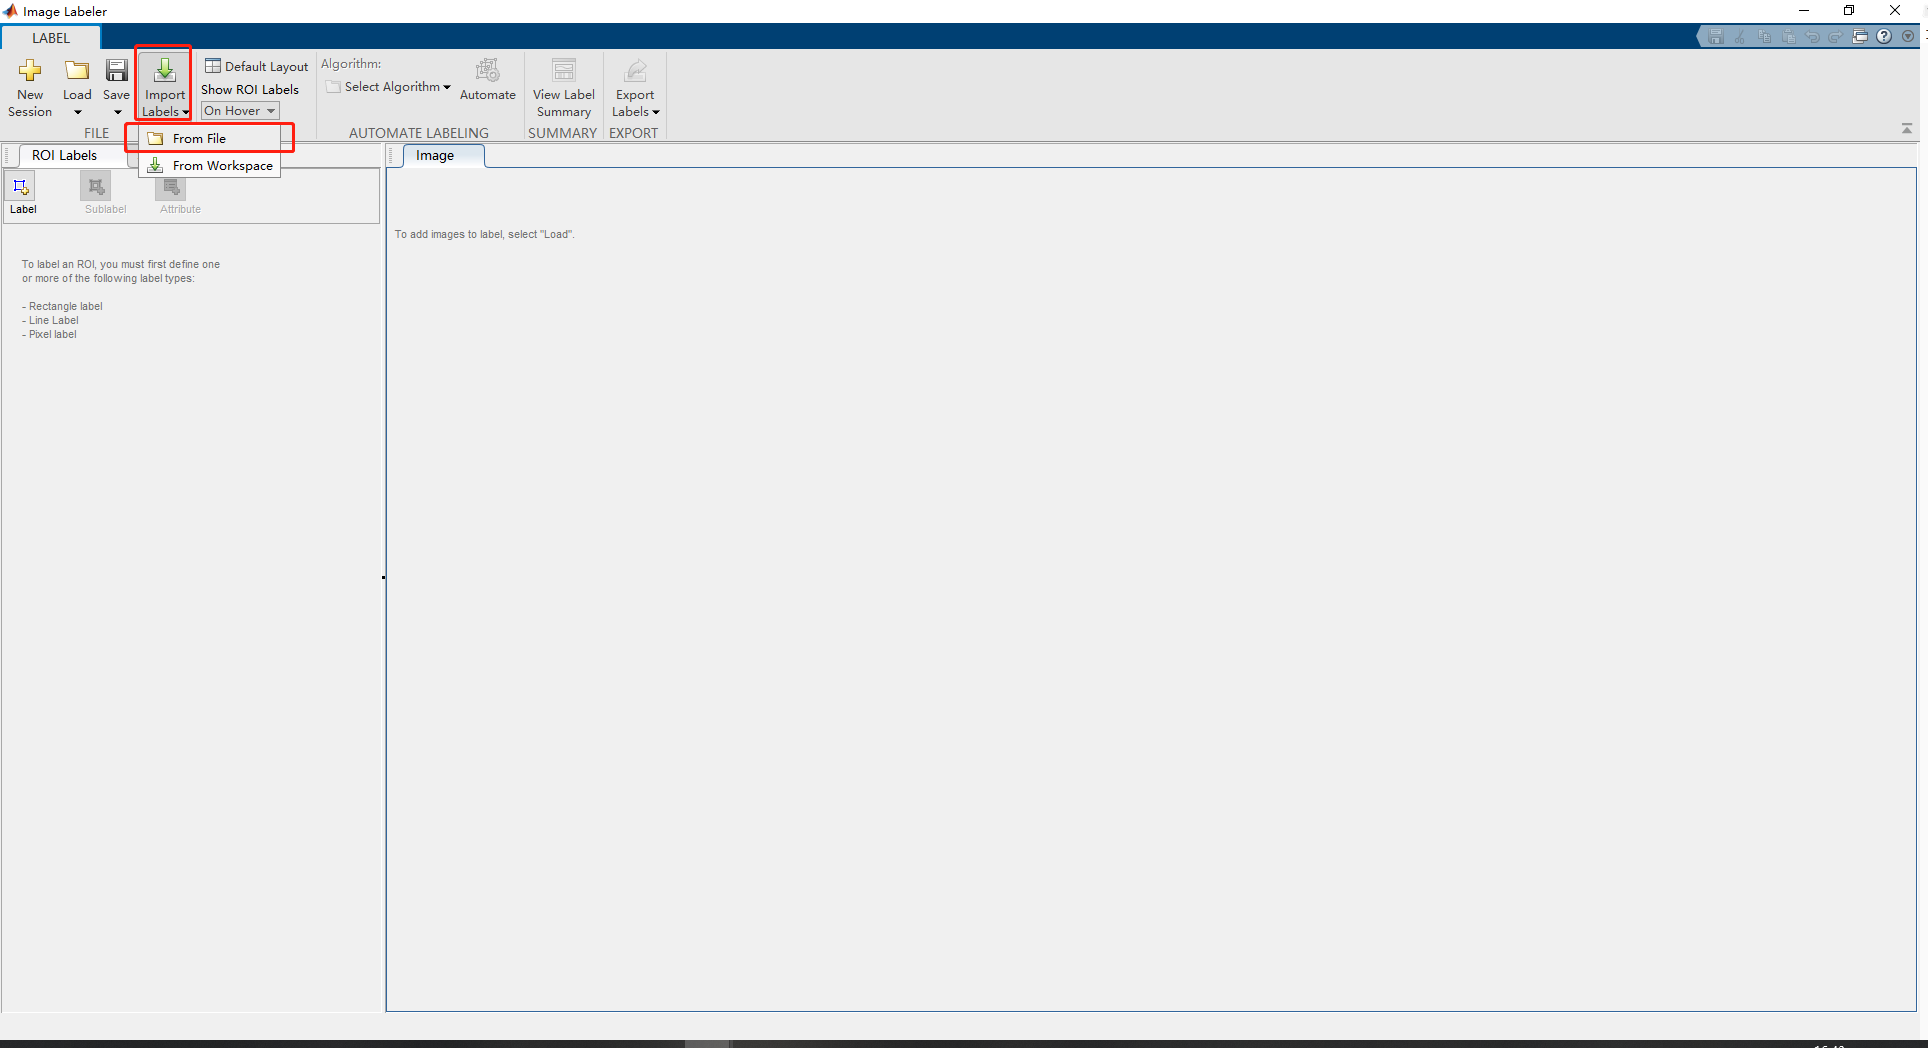 Image Labeler
LABEL
New Session
Load
Save
Import Labels
Default Layout
Show ROI Labels
On Hover
Algorithm:
Select Algorithm
Automate
View Label Summary
Export Labels
FILE
AUTOMATE LABELING
SUMMARY
EXPORT
From File
From Workspace
ROI Labels
Image
Label
Sublabel
Attribute
To label an ROI, you must first define one
or more of the following label types:
- Rectangle label
- Line Label
- Pixel label
To add images to label, select "Load".